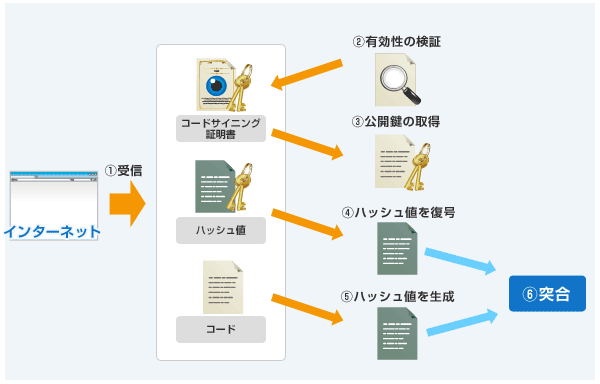 ②有効性の検証
コードサイニング
証明書
③公開鍵の取得
①受信
インターネット
ハッシュ値
④ハッシュ値を復号
⑥突合
⑤ハッシュ値を生成
コード